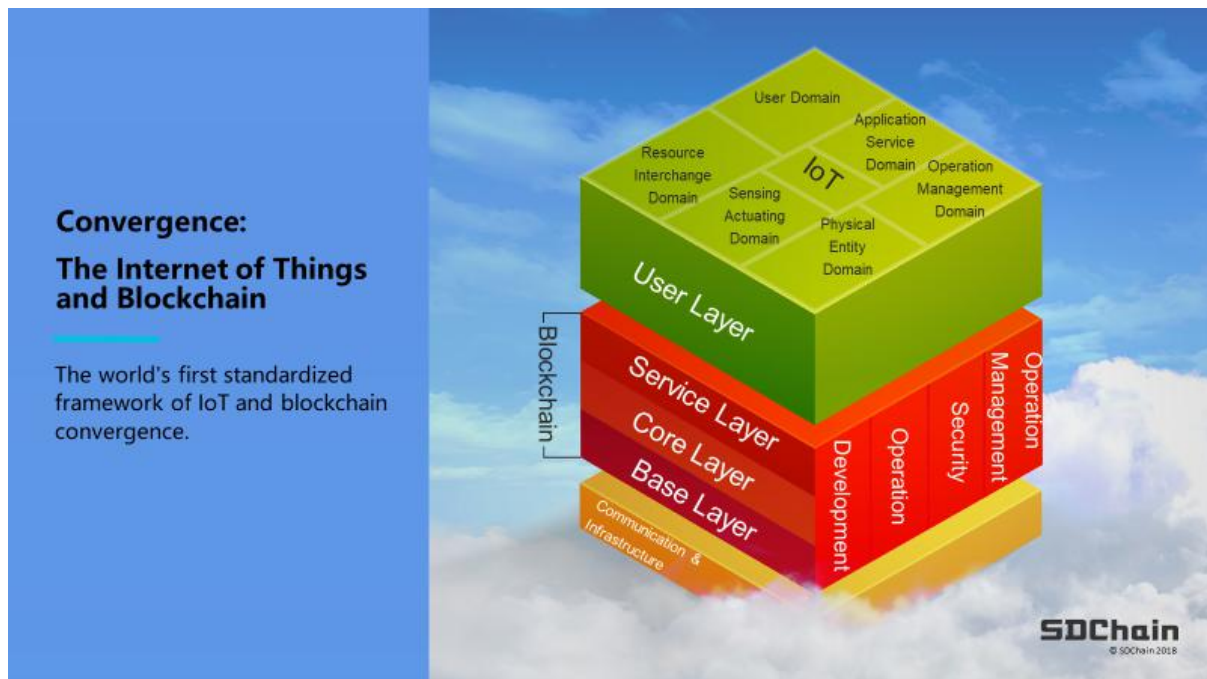 Convergence:
The Internet of Things
and Blockchain
The world's first standardized
framework of IoT and blockchain
convergence.
User Domain
Application
Service
Domain
Resource
Interchange
Domain
IoT
Operation
Management
Domain
Sensing
Actuating
Domain
Physical
Entity
Domain
User Layer
Blockchain
Service Layer
Core Layer
Base Layer
Development
Operation
Security
Operation
Management
Communication &
Infrastructure
SDChain
© SDChain 2018